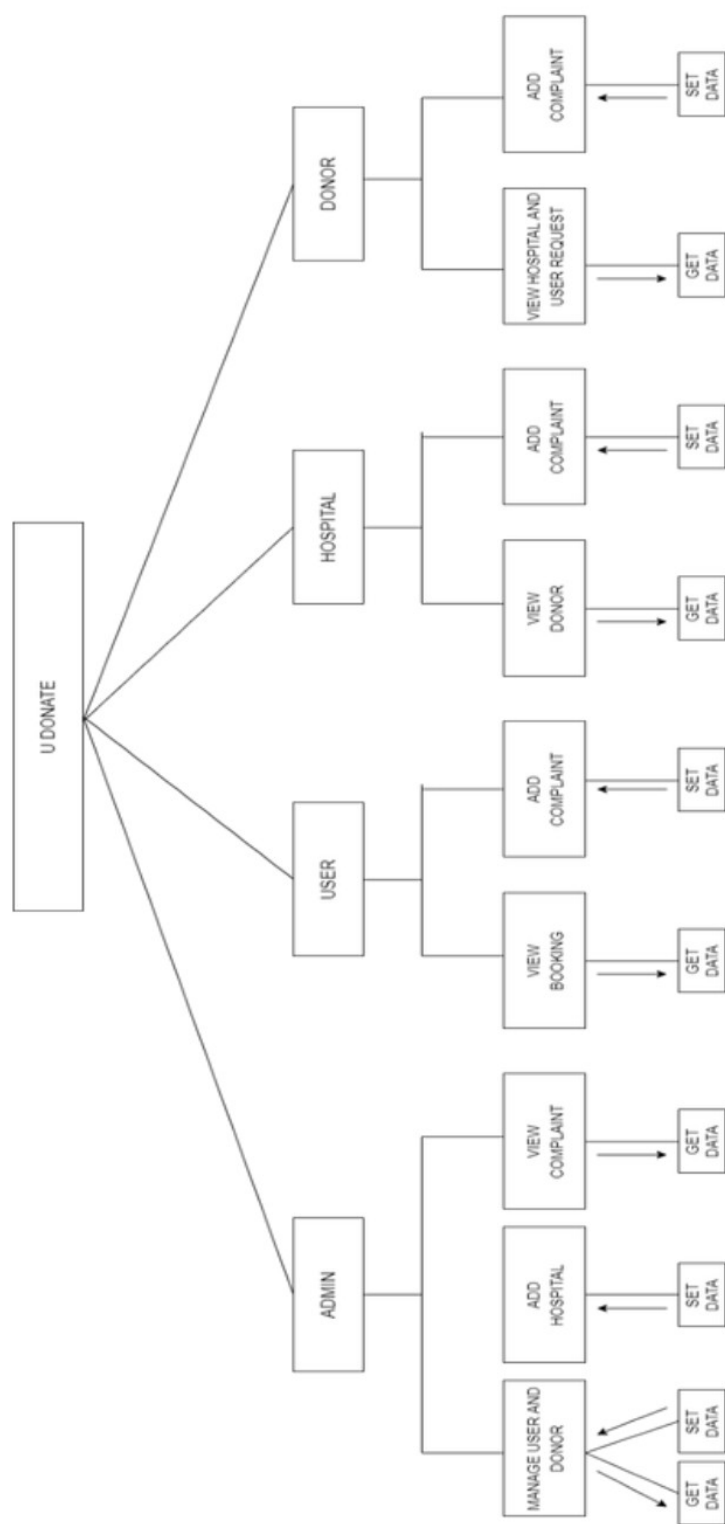 U DONATE
ADMIN
USER
HOSPITAL
DONOR
MANAGE USER AND
DONOR
ADD
HOSPITAL
VIEW
COMPLAINT
VIEW
BOOKING
ADD
COMPLAINT
VIEW
DONOR
ADD
COMPLAINT
VIEW HOSPITAL AND
USER REQUEST
ADD
COMPLAINT
GET
DATA
SET
DATA
SET
DATA
GET
DATA
GET
DATA
SET
DATA
GET
DATA
SET
DATA
GET
DATA
SET
DATA